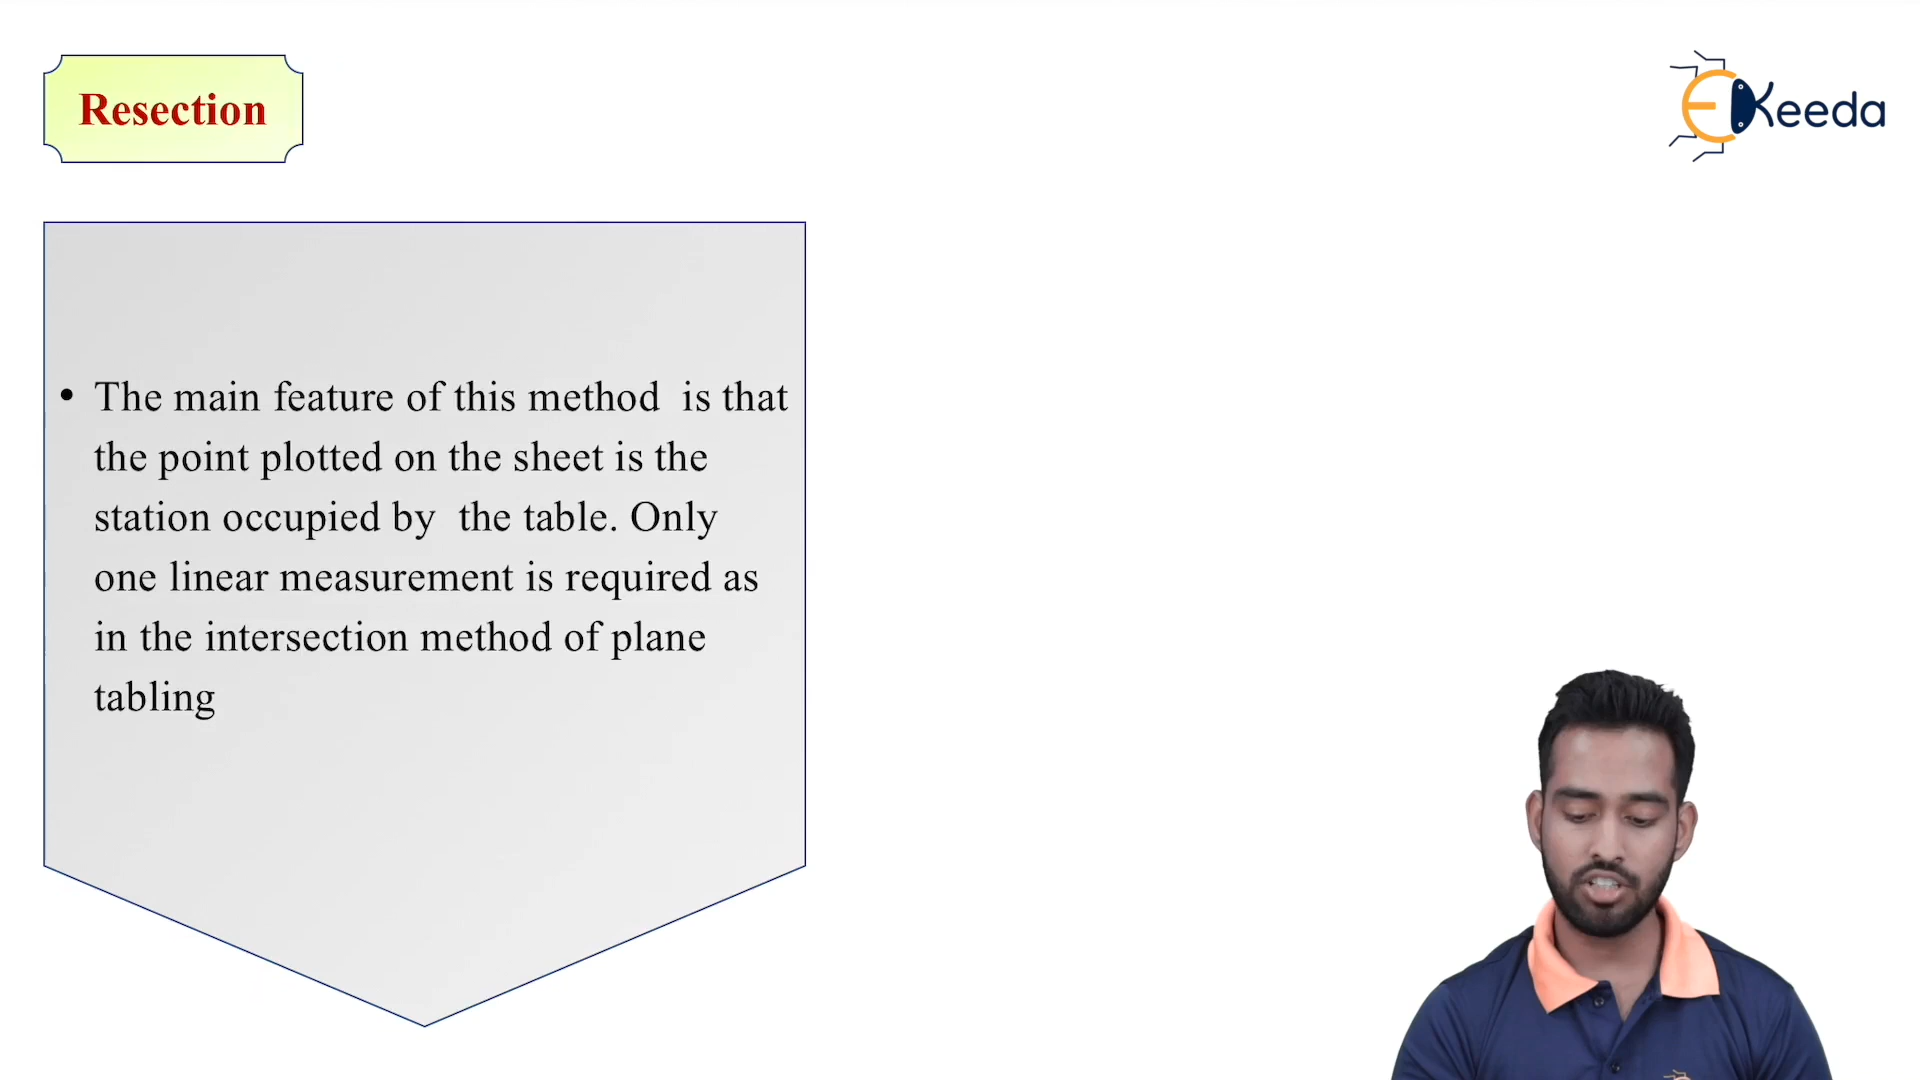 Resection
EKeeda
• The main feature of this method is that
the point plotted on the sheet is the
station occupied by the table. Only
one linear measurement is required as
in the intersection method of plane
tabling